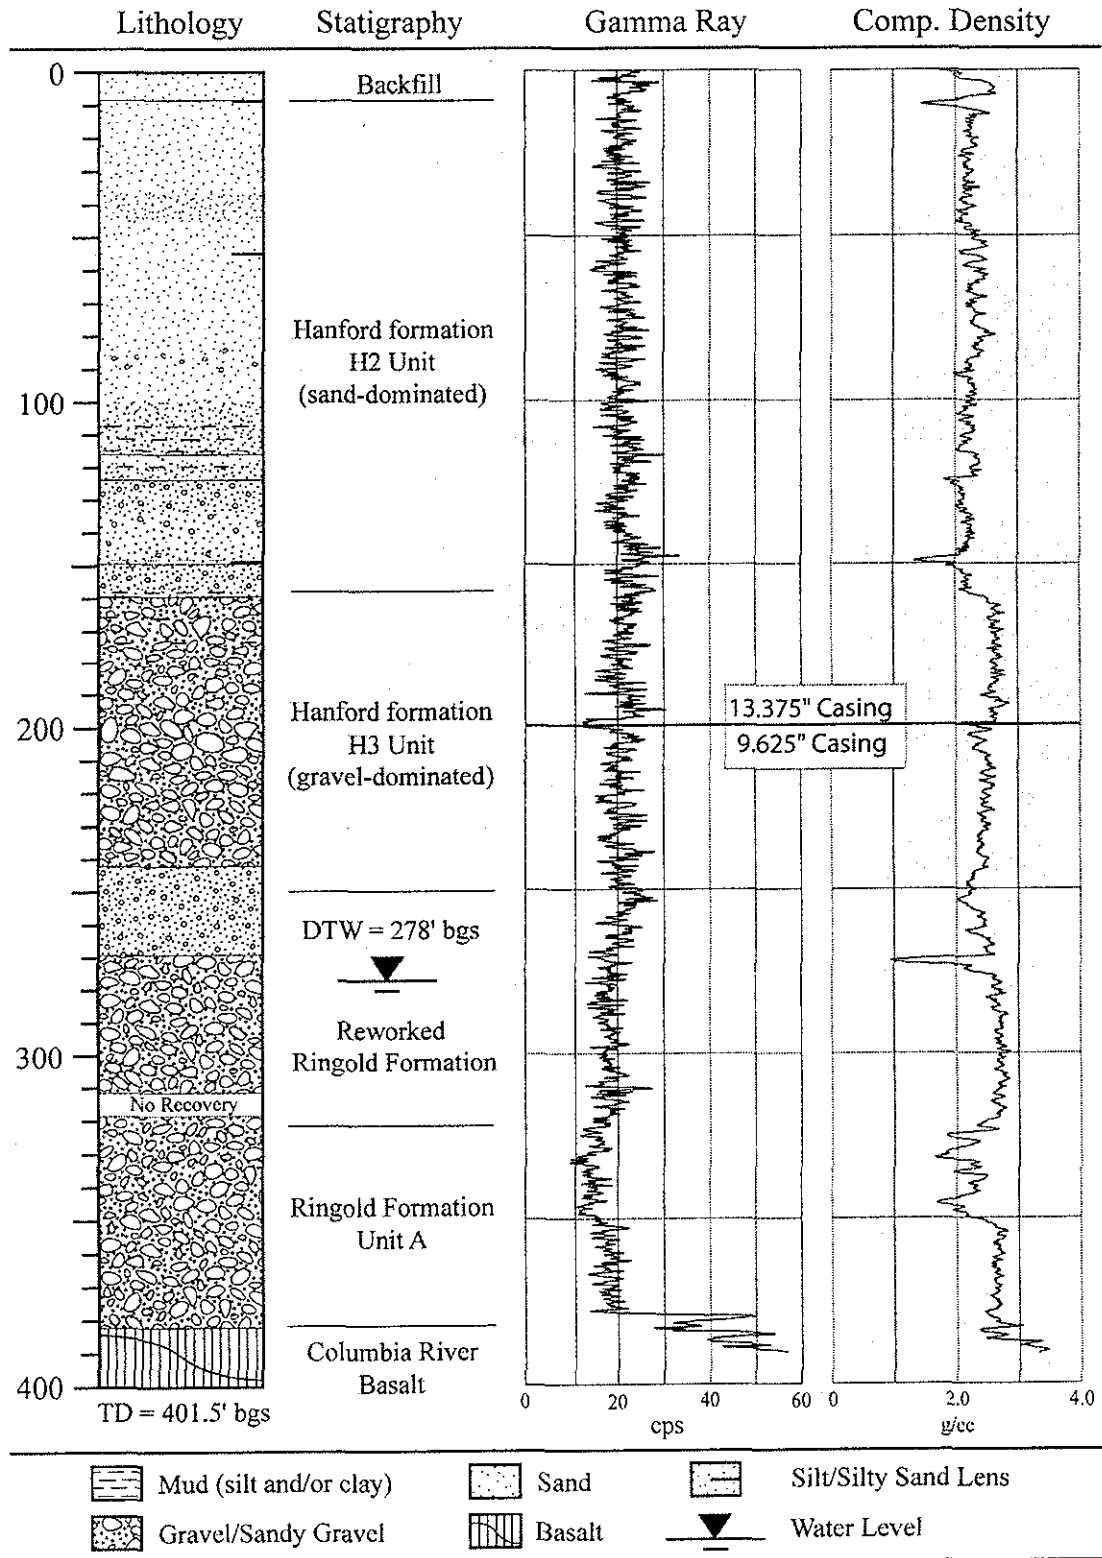 Lithology Statigraphy Gamma Ray Comp. Density
0
Backfill
Hanford formation
H2 Unit
(sand-dominated)
100
13.375" Casing
Hanford formation
H3 Unit
(gravel-dominated)
200
9.625" Casing
DTW = 278' bgs
Reworked
Ringold Formation
300
No Recovery
Ringold Formation
Unit A
Columbia River
Basalt
400
TD = 401.5' bgs
0 20 40 60
cps
0 2.0 4.0
g/cc
Mud (silt and/or clay) Sand Silt/Silty Sand Lens
Gravel/Sandy Gravel Basalt Water Level